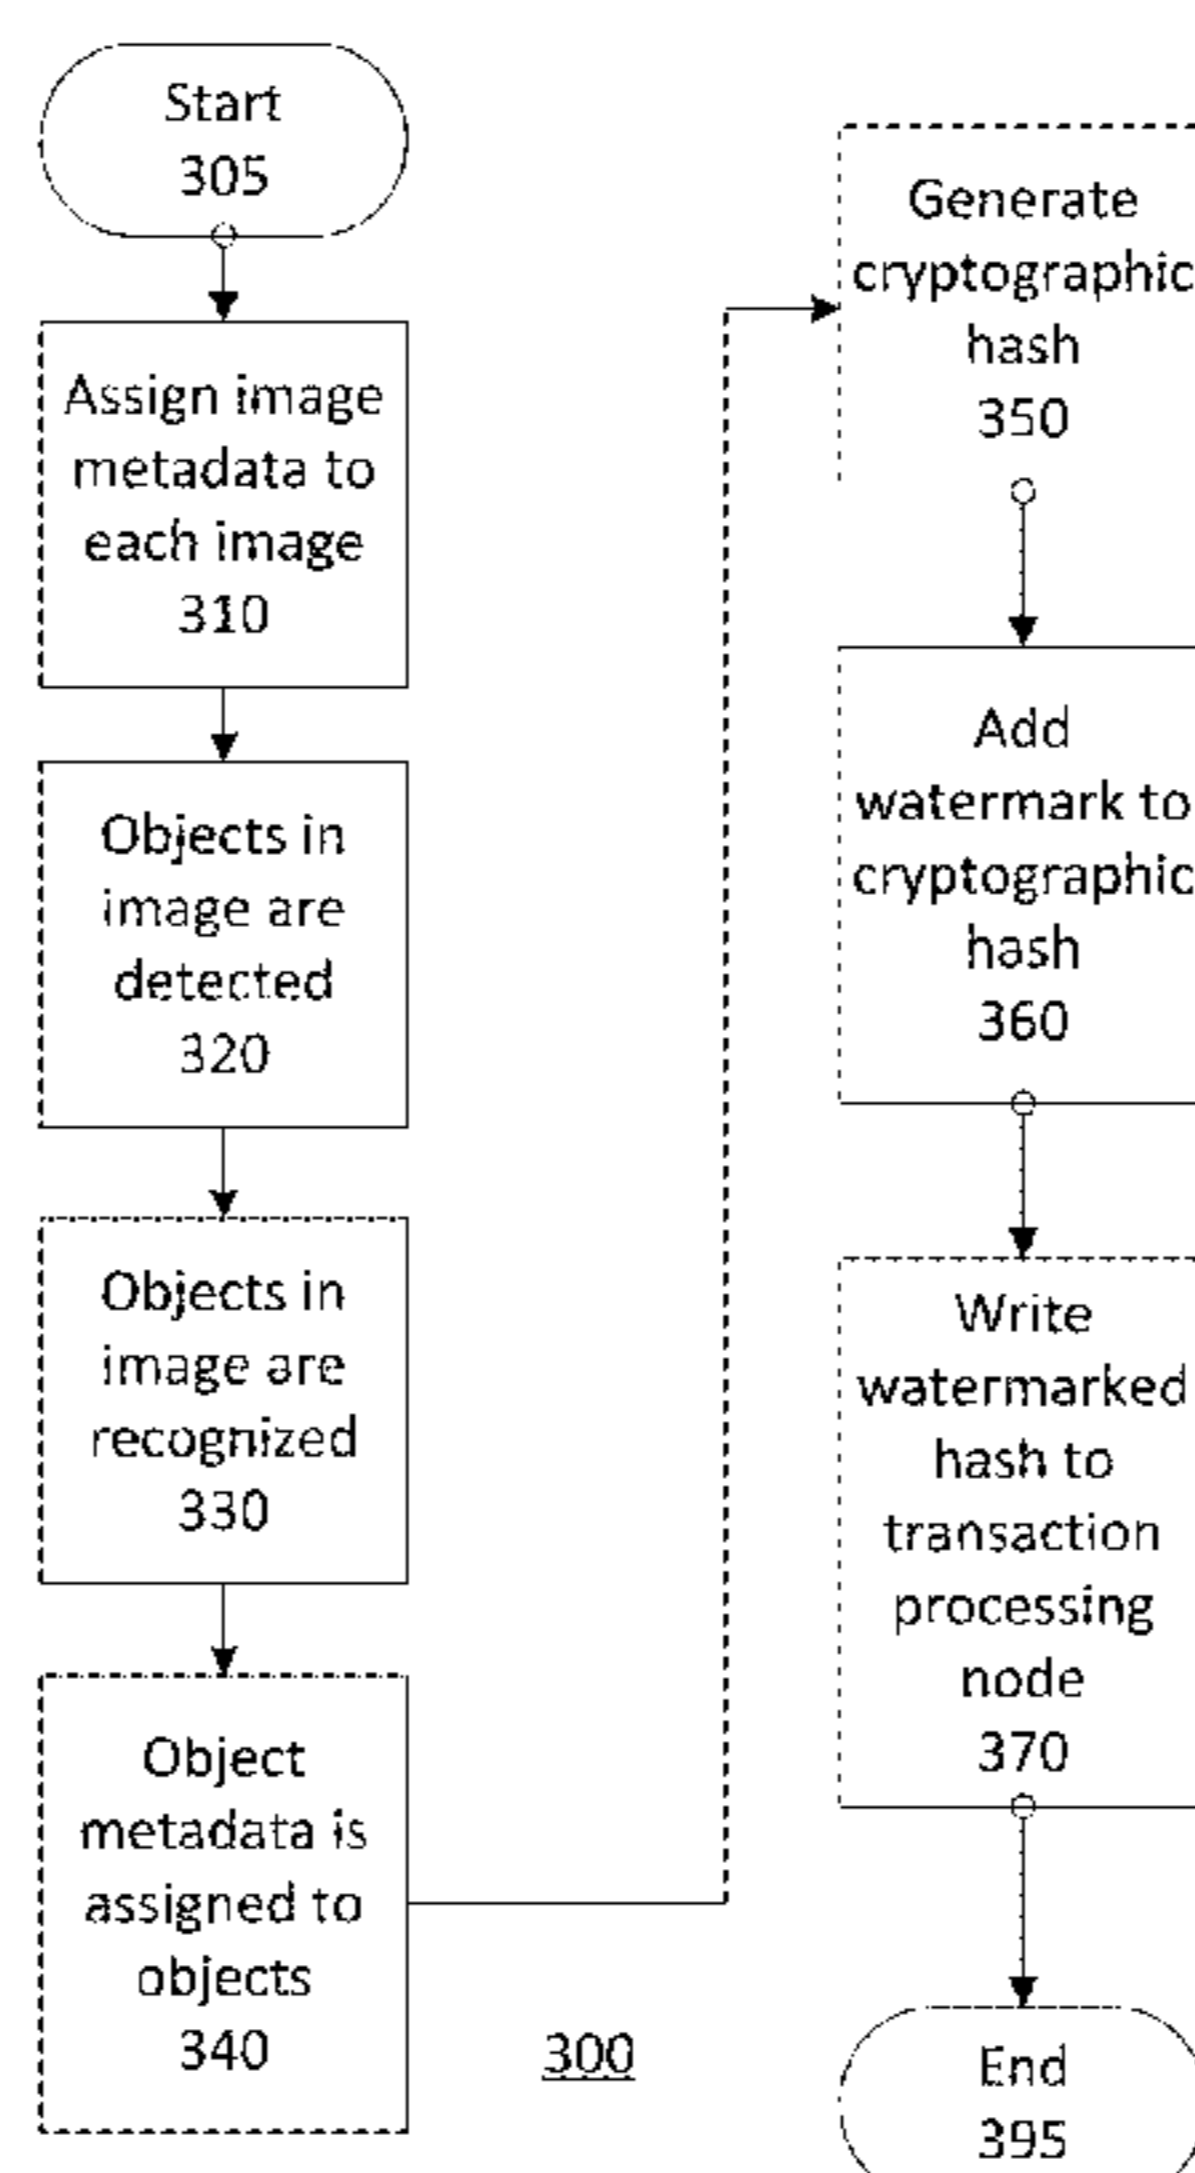 Start
305
Assign image
metadata to
each image
310
Objects in
image are
detected
320
Objects in
image are
recognized
330
Object
metadata is
assigned to
objects
340
300
Generate
cryptographic
hash
350
Add
watermark to
cryptographic
hash
360
Write
watermarked
hash to
transaction
processing
node
370
End
395